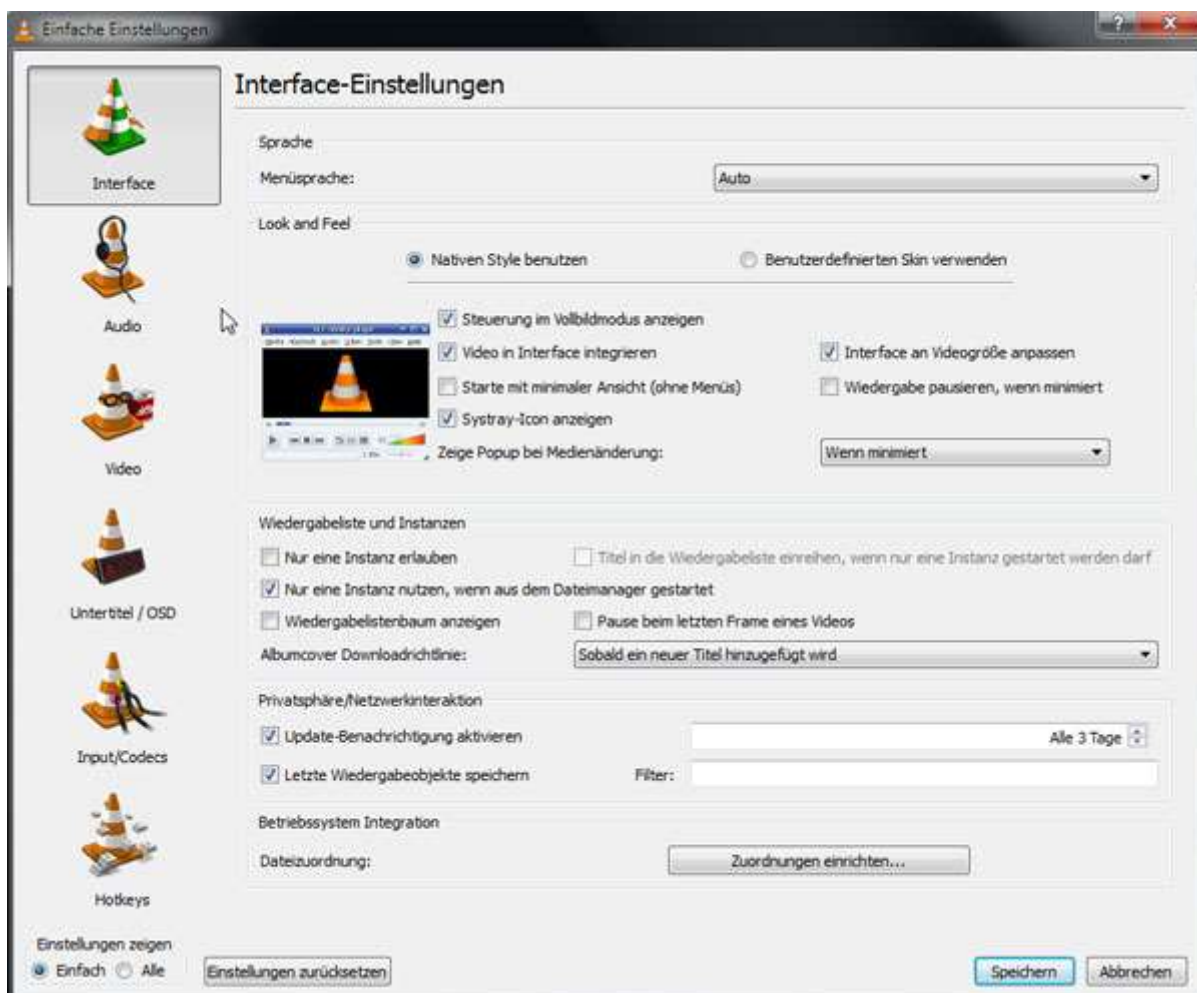 Einfache Einstellungen
Interface-Einstellungen
Interface
Audio
Video
Untertitel / OSD
Input/Codecs
Hotkeys
Sprache
Menüsprache: Auto
Look and Feel
Nativen Style benutzen Benutzerdefinierten Skin verwenden
Steuerung im Vollbildmodus anzeigen
Video in Interface integrieren Interface an Videogröße anpassen
Starte mit minimaler Ansicht (ohne Menüs) Wiedergabe pausieren, wenn minimiert
Systray-Icon anzeigen
Zeige Popup bei Medienänderung: Wenn minimiert
Wiedergabeliste und Instanzen
Nur eine Instanz erlauben Titel in die Wiedergabeliste einreihen, wenn nur eine Instanz gestartet werden darf
Nur eine Instanz nutzen, wenn aus dem Dateimanager gestartet
Wiedergabelistenbaum anzeigen Pause beim letzten Frame eines Videos
Albumcover Downloadrichtlinie: Sobald ein neuer Titel hinzugefügt wird
Privatsphäre/Netzwerkinteraktion
Update-Benachrichtigung aktivieren Alle 3 Tage
Letzte Wiedergabeobjekte speichern Filter:
Betriebssystem Integration
Dateizuordnung: Zuordnungen einrichten...
Einstellungen zeigen
Einfach Alle Einstellungen zurücksetzen Speichern Abbrechen